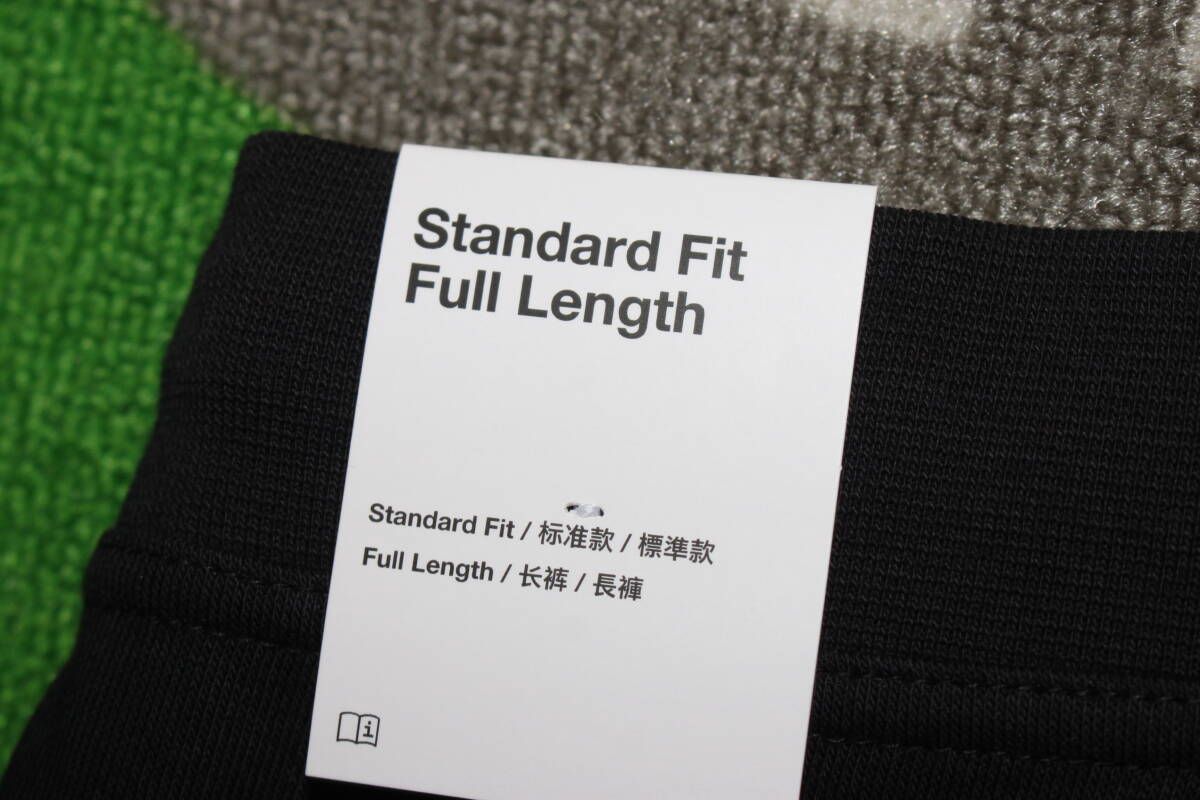 Standard Fit
Full Length
Standard Fit / 标准款 / 標準款
Full Length / 长裤 / 長褲
i